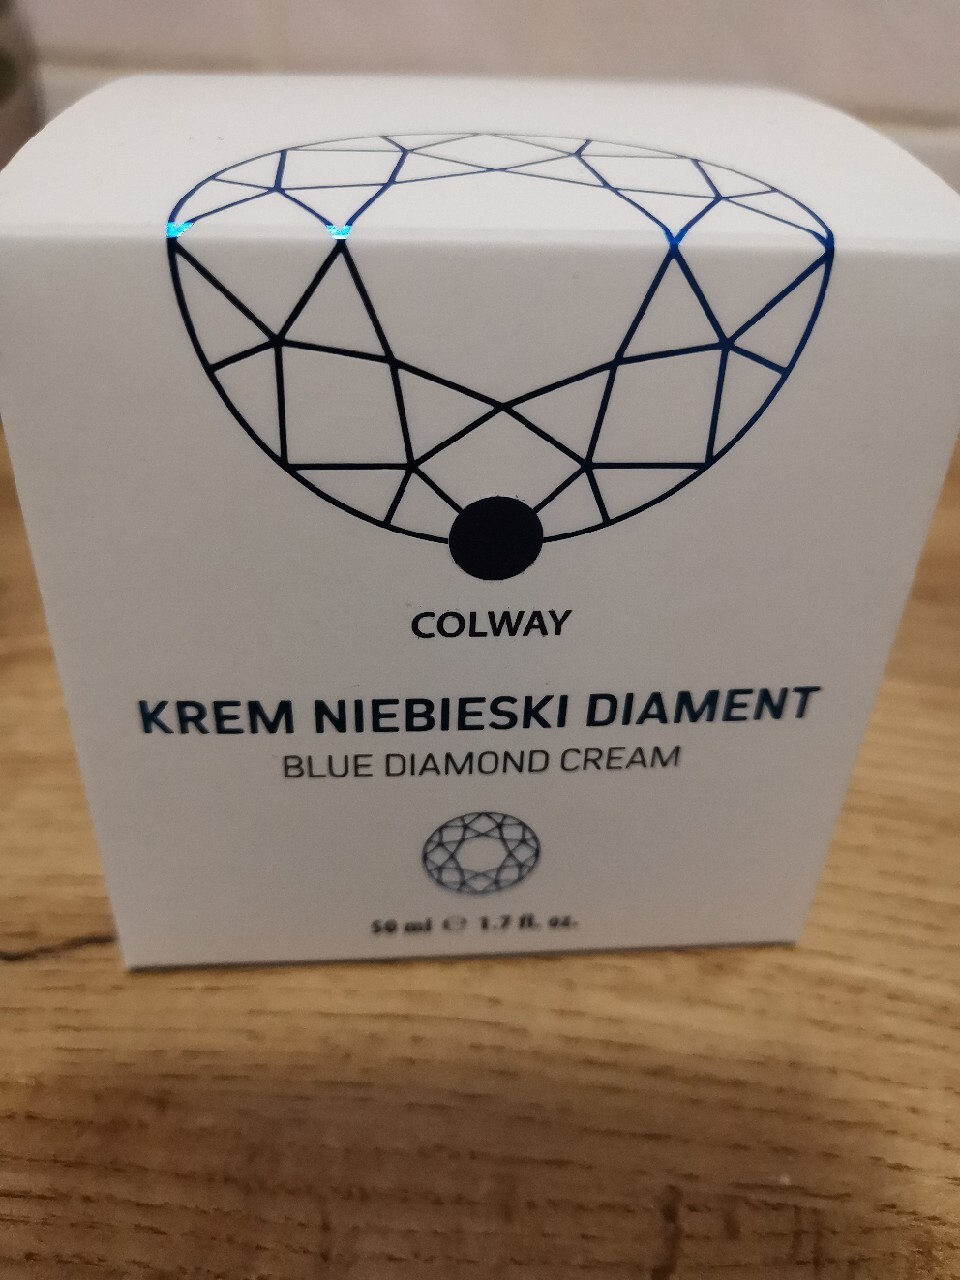 COLWAY
KREM NIEBIESKI DIAMENT
BLUE DIAMOND CREAM
50 ml ℮ 1.7 fl. oz.